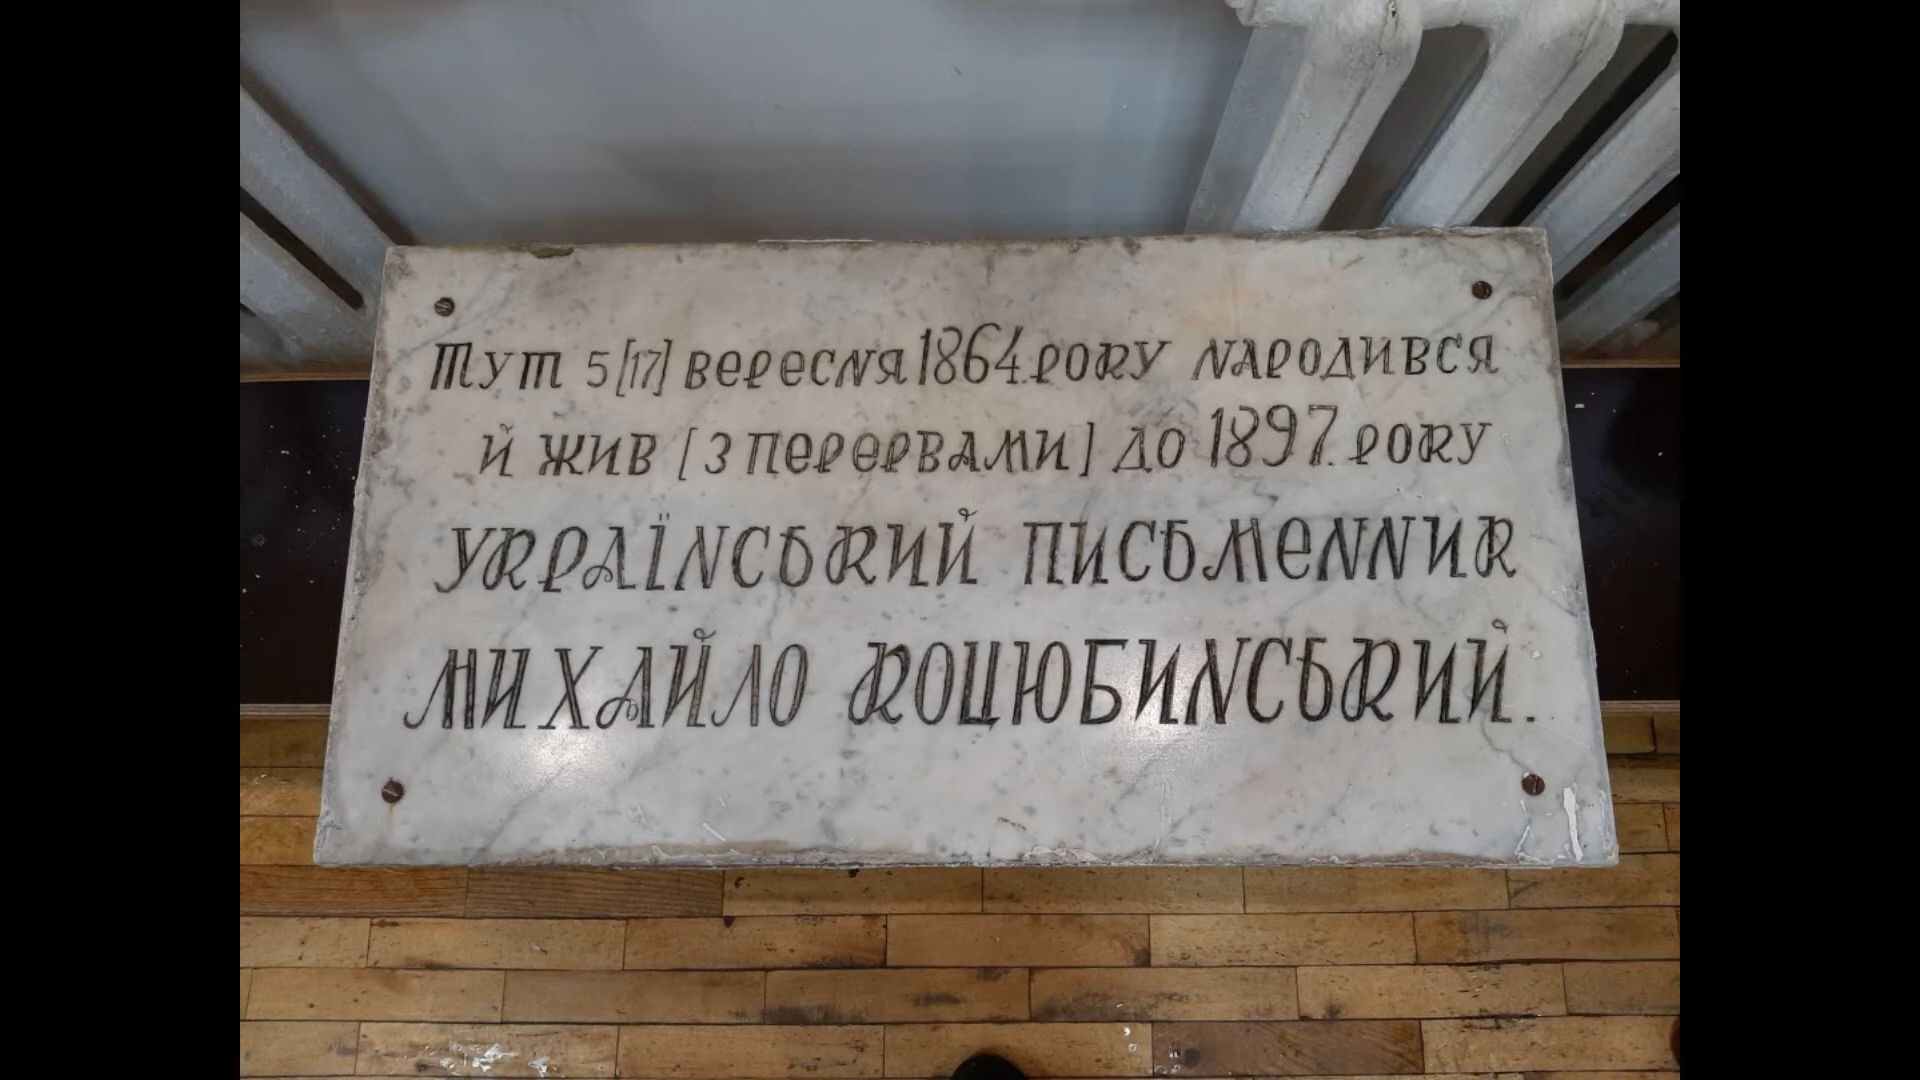 Тут 5 [17] вересня 1864. року народився
й жив [з перервами] до 1897. року
український письменник
Михайло Коцюбинський.